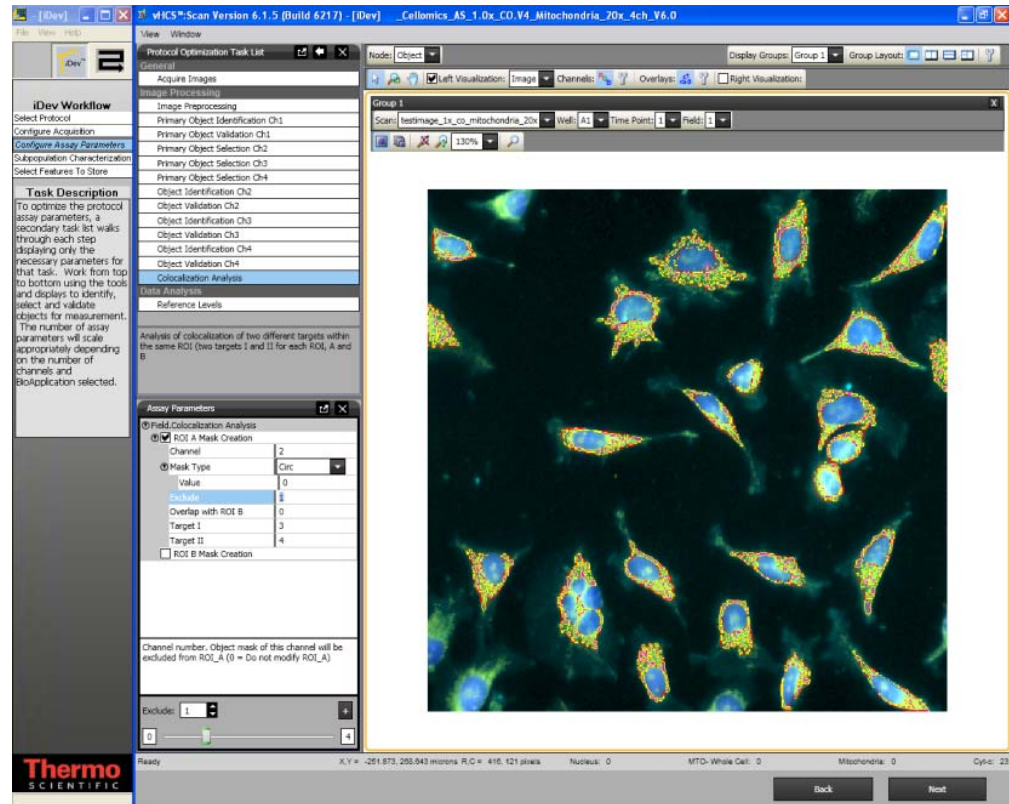 - [iDev]
vHCS™:Scan Version 6.1.5 (Build 6217) - [iDev] _Cellomics_AS_1.0x_CO.V4_Mitochondria_20x_4ch_V6.0
File View Help
iDev™
iDev Workflow
Select Protocol
Configure Acquisition
Configure Assay Parameters
Subpopulation Characterization
Select Features To Store
Task Description
To optimize the protocol
assay parameters, a
secondary task list walks
through each step
displaying only the
necessary parameters for
that task. Work from top
to bottom using the tools
and displays to identify,
select and validate
objects for measurement.
The number of assay
parameters will scale
appropriately depending
on the number of
channels and
BioApplication selected.
Thermo
SCIENTIFIC
View Window
Protocol Optimization Task List
General
Acquire Images
Image Processing
Image Preprocessing
Primary Object Identification Ch1
Primary Object Validation Ch1
Primary Object Selection Ch2
Primary Object Selection Ch3
Primary Object Selection Ch4
Object Identification Ch2
Object Validation Ch2
Object Identification Ch3
Object Validation Ch3
Object Identification Ch4
Object Validation Ch4
Colocalization Analysis
Data Analysis
Reference Levels
Analysis of colocalization of two different targets within
the same ROI (two targets I and II for each ROI, A and
B
Assay Parameters
Field.Colocalization Analysis
ROI A Mask Creation
Channel 2
Mask Type Circ
Value 0
Exclude 1
Overlap with ROI B 0
Target I 3
Target II 4
ROI B Mask Creation
Channel number. Object mask of this channel will be
excluded from ROI_A (0 = Do not modify ROI_A)
Exclude: 1
0 4
Node: Object Display Groups: Group 1 Group Layout:
Left Visualization: Image Channels: Overlays: Right Visualization:
Group 1 X
Scan: testimage_1x_co_mitochondria_20x Well: A1 Time Point: 1 Field: 1
130%
Ready X,Y = -251.873, 268.643 microns R,C = 416, 121 pixels Nucleus: 0 MTO- Whole Cell: 0 Mitochondria: 0 Cyt-c: 23
Back Next